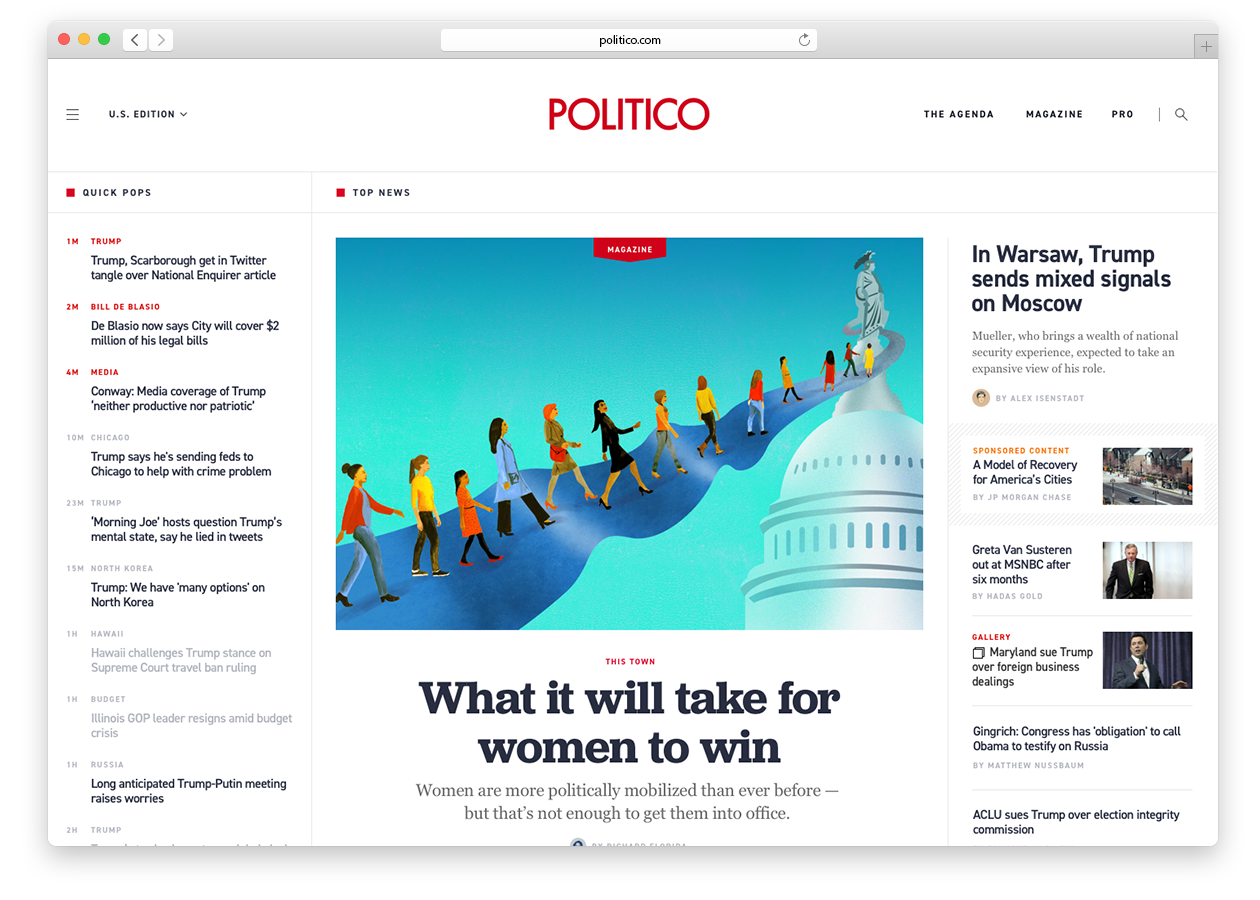 politico.com
U.S. EDITION
POLITICO
THE AGENDA
MAGAZINE
PRO
QUICK POPS
1M TRUMP
Trump, Scarborough get in Twitter
tangle over National Enquirer article
2M BILL DE BLASIO
De Blasio now says City will cover $2
million of his legal bills
4M MEDIA
Conway: Media coverage of Trump
‘neither productive nor patriotic’
10M CHICAGO
Trump says he's sending feds to
Chicago to help with crime problem
23M TRUMP
‘Morning Joe’ hosts question Trump’s
mental state, say he lied in tweets
15M NORTH KOREA
Trump: We have 'many options' on
North Korea
1H HAWAII
Hawaii challenges Trump stance on
Supreme Court travel ban ruling
1H BUDGET
Illinois GOP leader resigns amid budget
crisis
1H RUSSIA
Long anticipated Trump-Putin meeting
raises worries
2H TRUMP
TOP NEWS
MAGAZINE
THIS TOWN
What it will take for
women to win
Women are more politically mobilized than ever before —
but that’s not enough to get them into office.
BY RICHARD FLORIDA
In Warsaw, Trump
sends mixed signals
on Moscow
Mueller, who brings a wealth of national
security experience, expected to take an
expansive view of his role.
BY ALEX ISENSTADT
SPONSORED CONTENT
A Model of Recovery
for America’s Cities
BY JP MORGAN CHASE
Greta Van Susteren
out at MSNBC after
six months
BY HADAS GOLD
GALLERY
Maryland sue Trump
over foreign business
dealings
Gingrich: Congress has 'obligation' to call
Obama to testify on Russia
BY MATTHEW NUSSBAUM
ACLU sues Trump over election integrity
commission